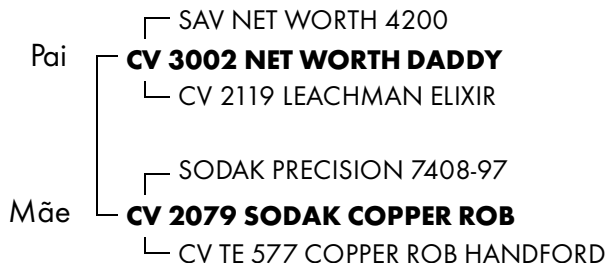 SAV NET WORTH 4200
Pai CV 3002 NET WORTH DADDY
CV 2119 LEACHMAN ELIXIR
SODAK PRECISION 7408-97
Mãe CV 2079 SODAK COPPER ROB
CV TE 577 COPPER ROB HANDFORD